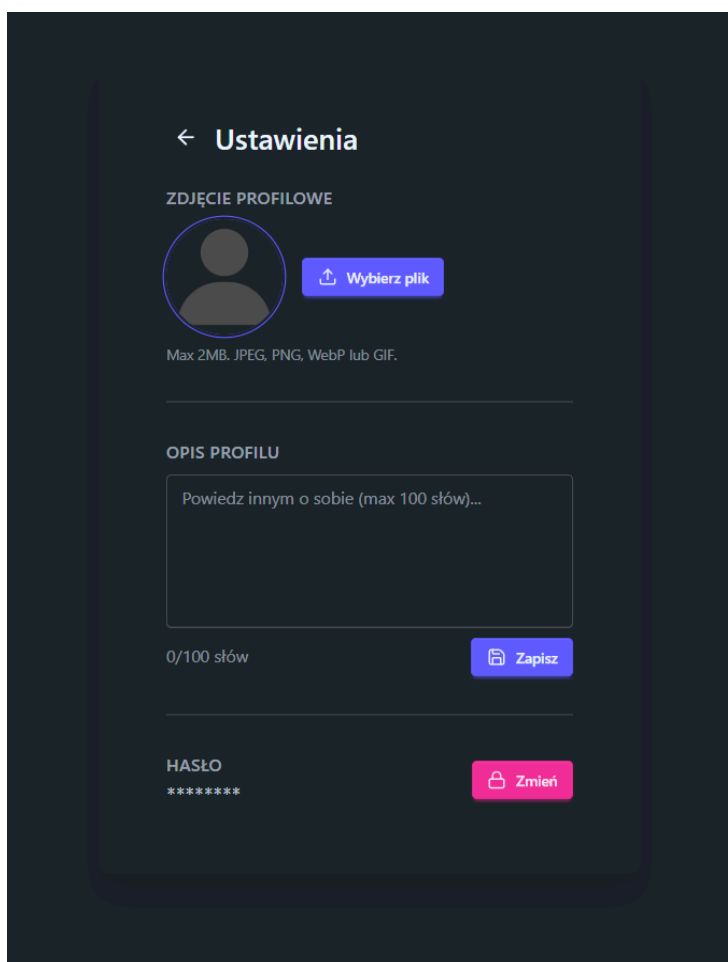 Ustawienia
ZDJĘCIE PROFILOWE
Wybierz plik
Max 2MB. JPEG, PNG, WebP lub GIF.
OPIS PROFILU
Powiedz innym o sobie (max 100 słów)...
0/100 słów
Zapisz
HASŁO
Zmień
********